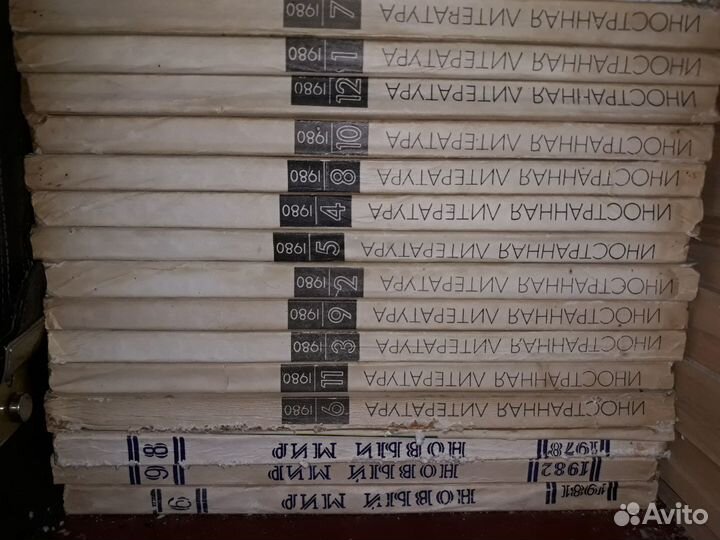 ИНОСТРАННАЯ ЛИТЕРАТУРА 7 1980
ИНОСТРАННАЯ ЛИТЕРАТУРА 1 1980
ИНОСТРАННАЯ ЛИТЕРАТУРА 12 1980
ИНОСТРАННАЯ ЛИТЕРАТУРА 10 1980
ИНОСТРАННАЯ ЛИТЕРАТУРА 8 1980
ИНОСТРАННАЯ ЛИТЕРАТУРА 4 1980
ИНОСТРАННАЯ ЛИТЕРАТУРА 5 1980
ИНОСТРАННАЯ ЛИТЕРАТУРА 2 1980
ИНОСТРАННАЯ ЛИТЕРАТУРА 9 1980
ИНОСТРАННАЯ ЛИТЕРАТУРА 3 1980
ИНОСТРАННАЯ ЛИТЕРАТУРА 11 1980
ИНОСТРАННАЯ ЛИТЕРАТУРА 6 1980
1978 НОВЫЙ МИР 8
1982 НОВЫЙ МИР 9
1981 НОВЫЙ МИР 6
Avito